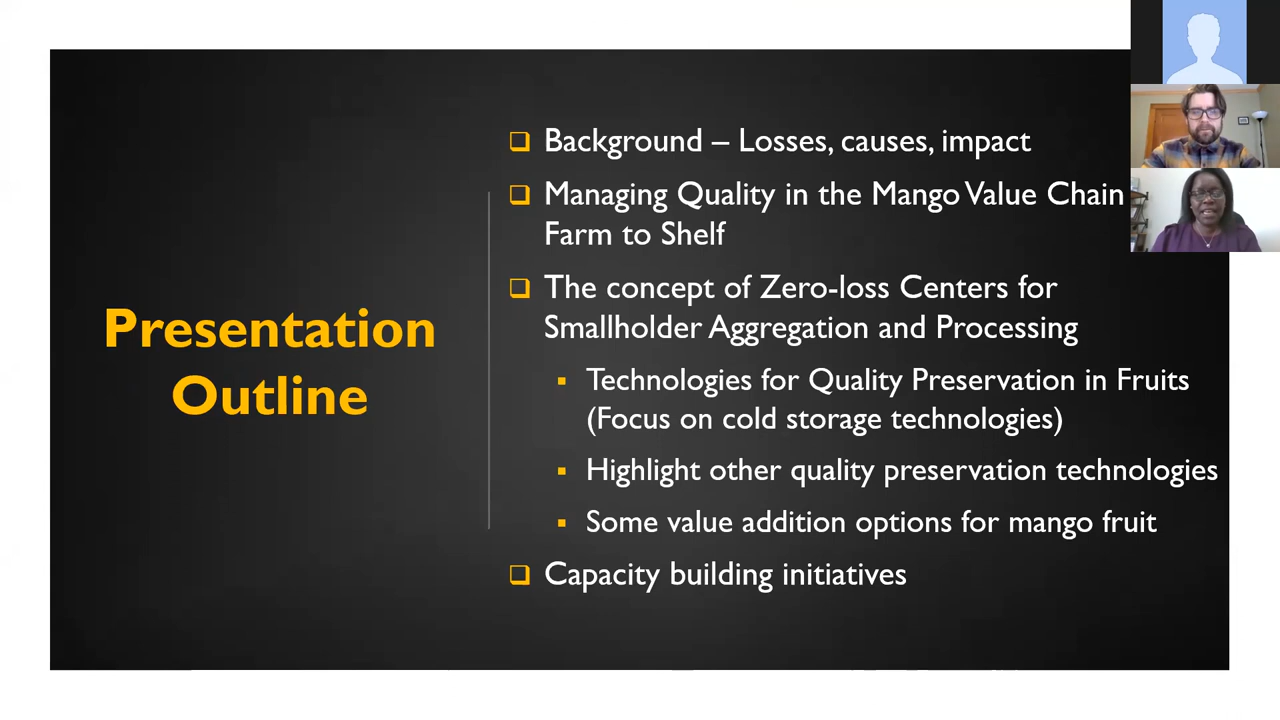 Presentation
Outline
Background – Losses, causes, impact
Managing Quality in the Mango Value Chain
Farm to Shelf
The concept of Zero-loss Centers for
Smallholder Aggregation and Processing
Technologies for Quality Preservation in Fruits
(Focus on cold storage technologies)
Highlight other quality preservation technologies
Some value addition options for mango fruit
Capacity building initiatives